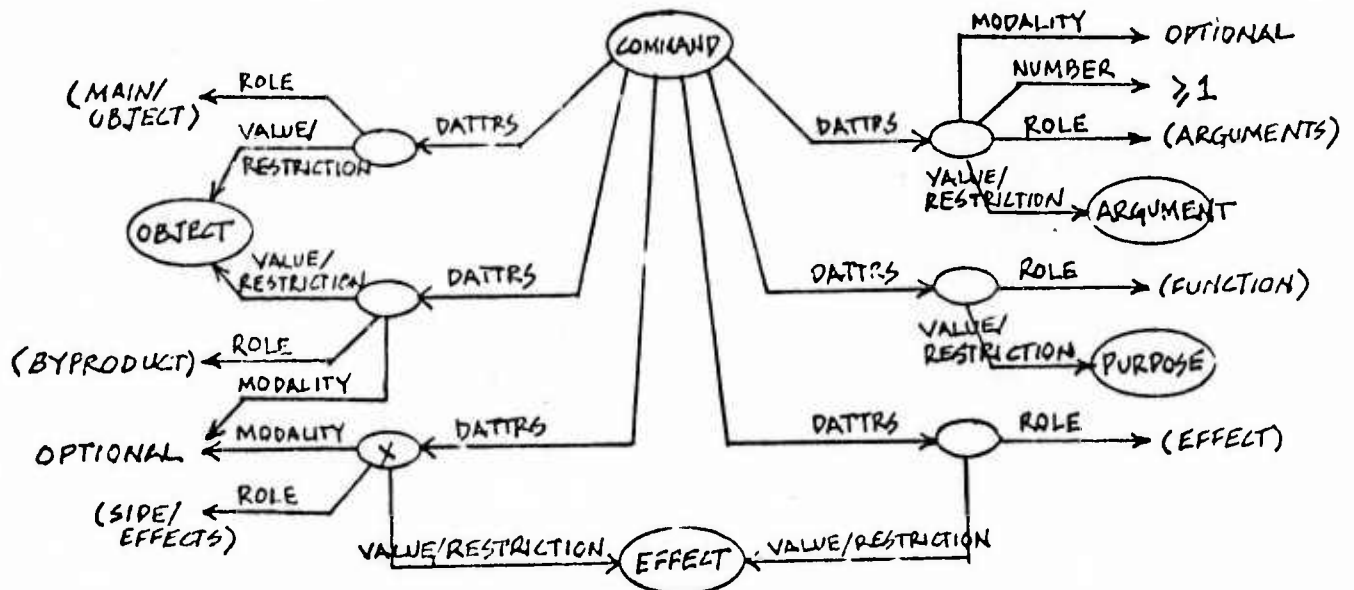 COMMAND
MODALITY
OPTIONAL
ROLE
(MAIN/
OBJECT)
NUMBER
≥1
VALUE/
RESTRICTION
DATTRS
DATTRS
ROLE
(ARGUMENTS)
VALUE/
RESTRICTION
ARGUMENT
OBJECT
VALUE/
RESTRICTION
DATTRS
DATTRS
ROLE
(FUNCTION)
(BYPRODUCT)
ROLE
VALUE/
RESTRICTION
PURPOSE
MODALITY
OPTIONAL
MODALITY
X
DATTRS
DATTRS
ROLE
(EFFECT)
ROLE
(SIDE/
EFFECTS)
VALUE/RESTRICTION
EFFECT
VALUE/RESTRICTION